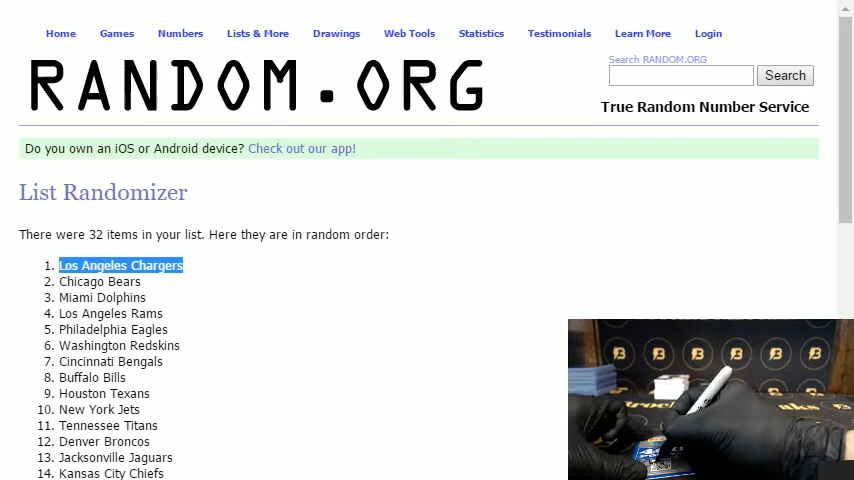 Home Games Numbers Lists & More Drawings Web Tools Statistics Testimonials Learn More Login
RANDOM.ORG
Search RANDOM.ORG
Search
True Random Number Service
Do you own an iOS or Android device? Check out our app!
List Randomizer
There were 32 items in your list. Here they are in random order:
1. Los Angeles Chargers
2. Chicago Bears
3. Miami Dolphins
4. Los Angeles Rams
5. Philadelphia Eagles
6. Washington Redskins
7. Cincinnati Bengals
8. Buffalo Bills
9. Houston Texans
10. New York Jets
11. Tennessee Titans
12. Denver Broncos
13. Jacksonville Jaguars
14. Kansas City Chiefs